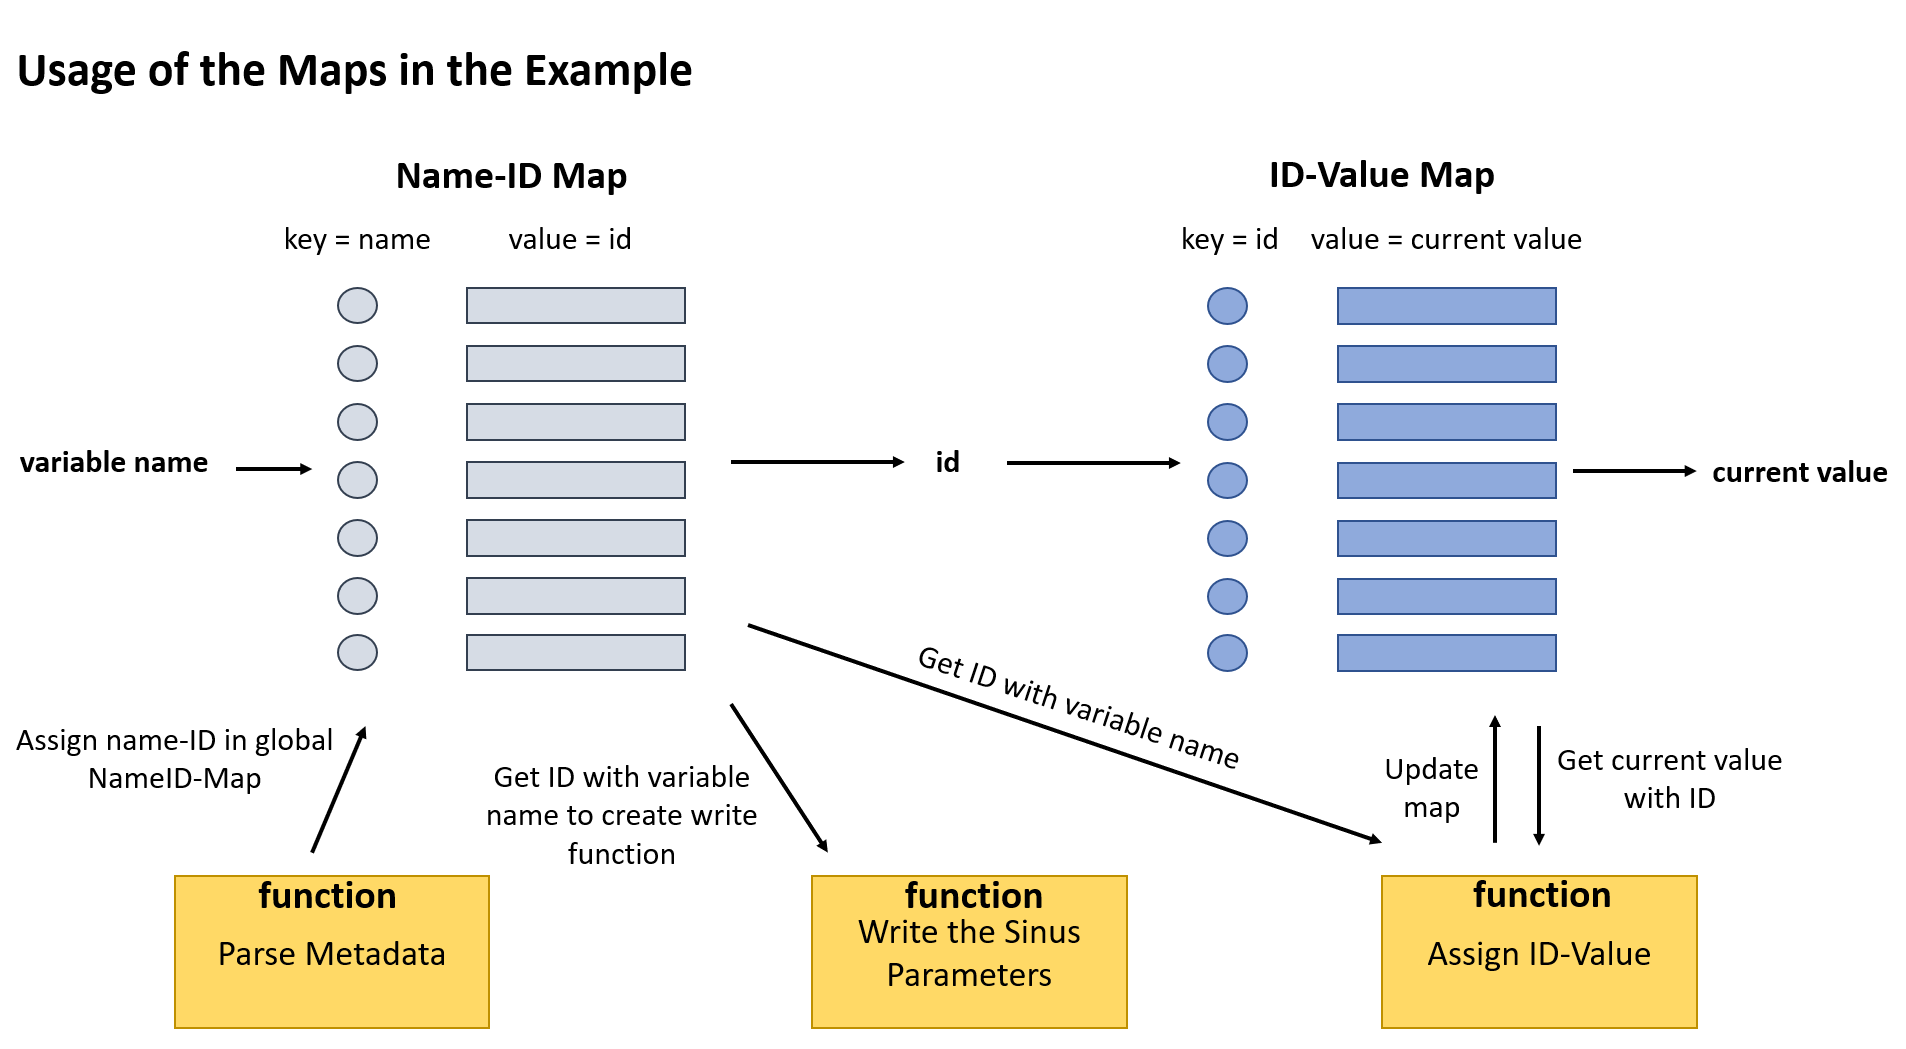 Usage of the Maps in the Example
Name-ID Map
ID-Value Map
key = name
value = id
key = id
value = current value
variable name
id
current value
Get ID with variable name
Assign name-ID in global
NameID-Map
Get ID with variable
name to create write
function
Update
map
Get current value
with ID
function
Parse Metadata
function
Write the Sinus
Parameters
function
Assign ID-Value